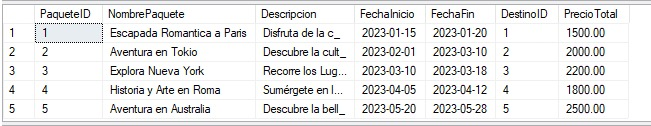 PaqueteID NombrePaquete Descripcion FechaInicio FechaFin DestinoID PrecioTotal
1 1 Escapada Romantica a Paris Disfruta de la c_ 2023-01-15 2023-01-20 1 1500.00
2 2 Aventura en Tokio Descubre la cult_ 2023-02-01 2023-03-10 2 2000.00
3 3 Explora Nueva York Recorre los Lug... 2023-03-10 2023-03-18 3 2200.00
4 4 Historia y Arte en Roma Sumérgete en l... 2023-04-05 2023-04-12 4 1800.00
5 5 Aventura en Australia Descubre la bell_ 2023-05-20 2023-05-28 5 2500.00